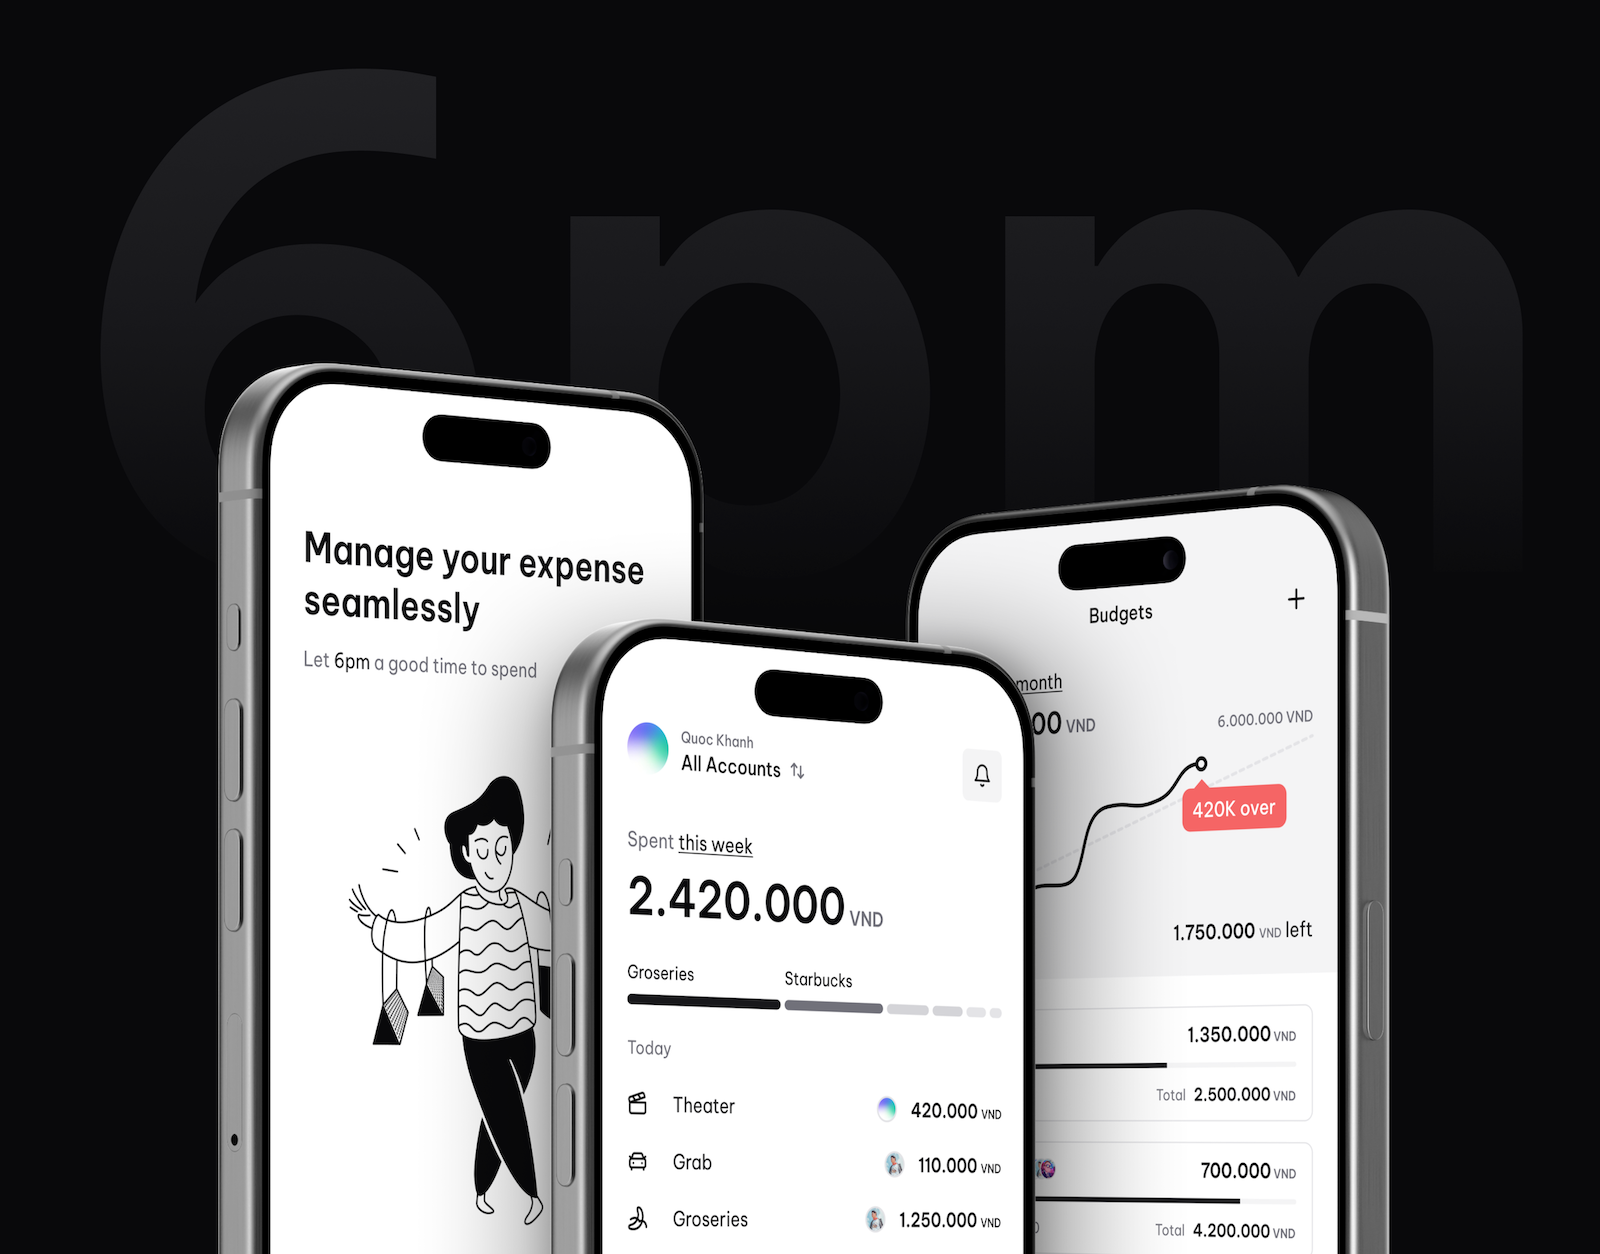 6pm
Manage your expense
seamlessly
Let 6pm a good time to spend
Quoc Khanh
All Accounts
Spent this week
2.420.000 VND
Groseries
Starbucks
Today
Theater
420.000 VND
Grab
110.000 VND
Groseries
1.250.000 VND
Budgets
month
00 VND
6.000.000 VND
420K over
1.750.000 VND left
1.350.000 VND
Total 2.500.000 VND
700.000 VND
Total 4.200.000 VND